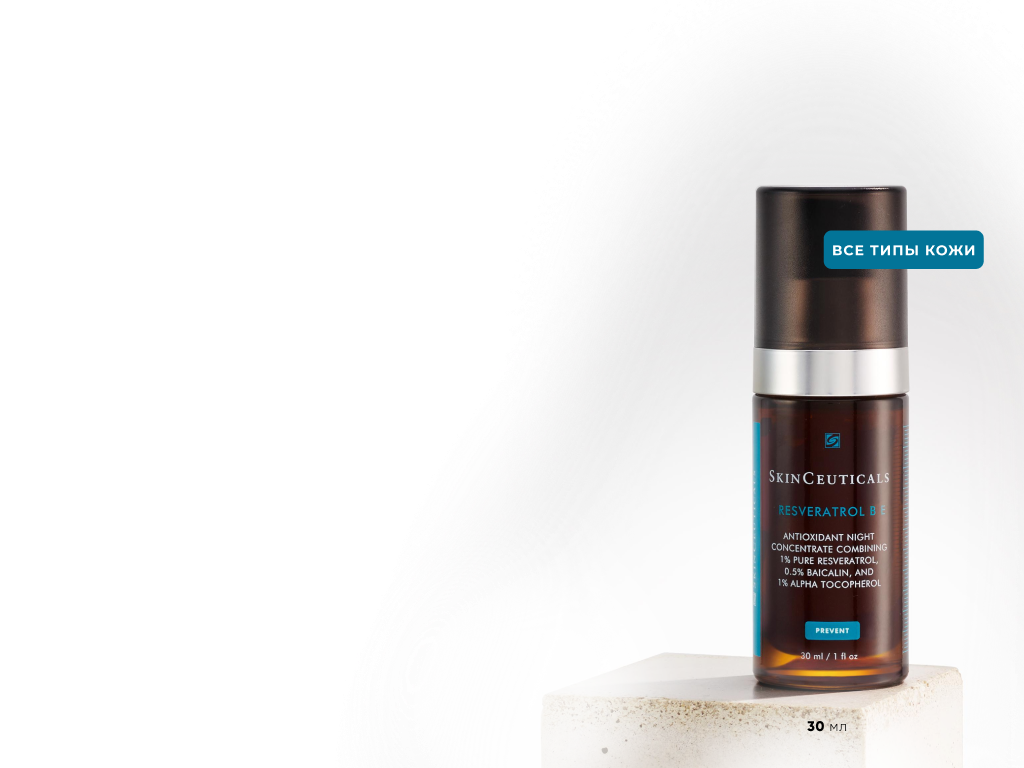 ВСЕ ТИПЫ КОЖИ
SKINCEUTICALS
RESVERATROL B E
ANTIOXIDANT NIGHT
CONCENTRATE COMBINING
1% PURE RESVERATROL,
0.5% BAICALIN, AND
1% ALPHA TOCOPHEROL
PREVENT
30 ml / 1 fl oz
30 мл